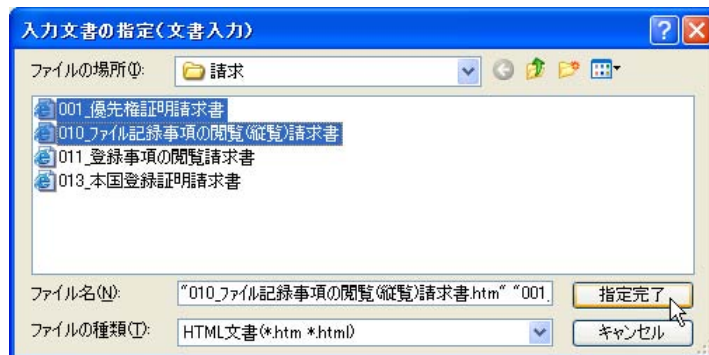 入力文書の指定(文書入力)
ファイルの場所(I):
請求
001_優先権証明請求書
010_ファイル記録事項の閲覧(縦覧)請求書
011_登録事項の閲覧請求書
013_本国登録証明請求書
ファイル名(N):
"010_ファイル記録事項の閲覧(縦覧)請求書.htm" "001_
指定完了
ファイルの種類(T):
HTML文書(*.htm *.html)
キャンセル